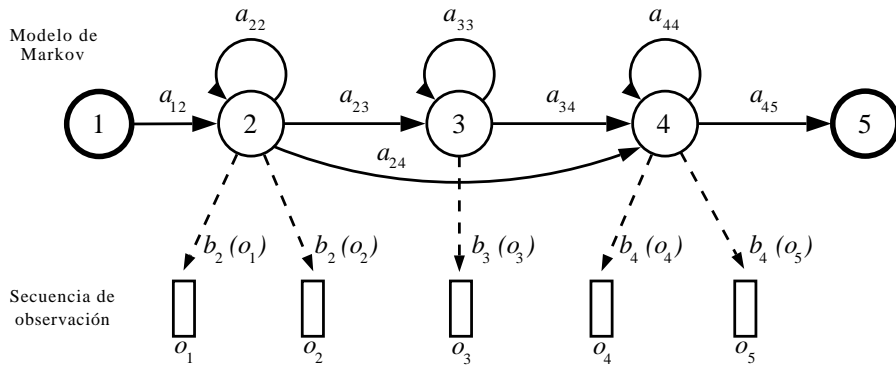 a22 a33 a44
Modelo de
Markov
a12 a23 a34 a45
1 2 3 4 5
a24
b2 (o1) b2 (o2) b3 (o3) b4 (o4) b4 (o5)
Secuencia de
observación
o1 o2 o3 o4 o5